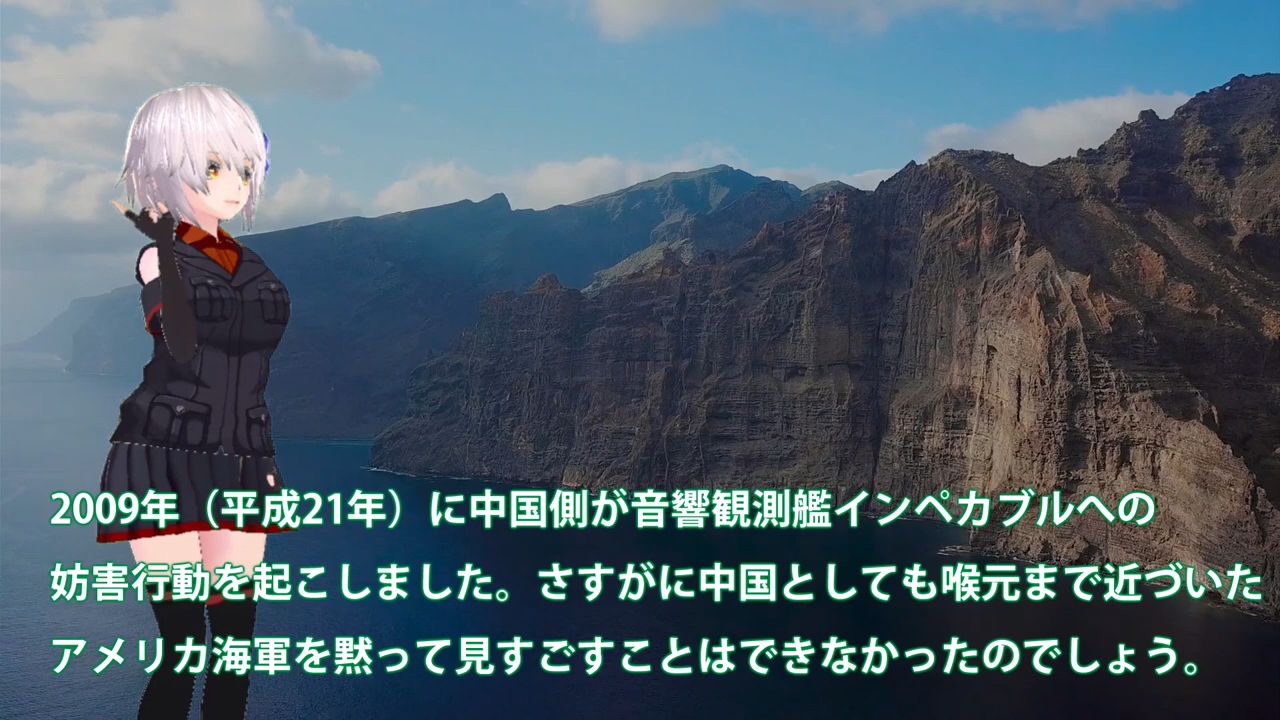 2009年（平成21年）に中国側が音響観測艦インペカブルへの
妨害行動を起こしました。さすがに中国としても喉元まで近づいた
アメリカ海軍を黙って見すごすことはできなかったのでしょう。